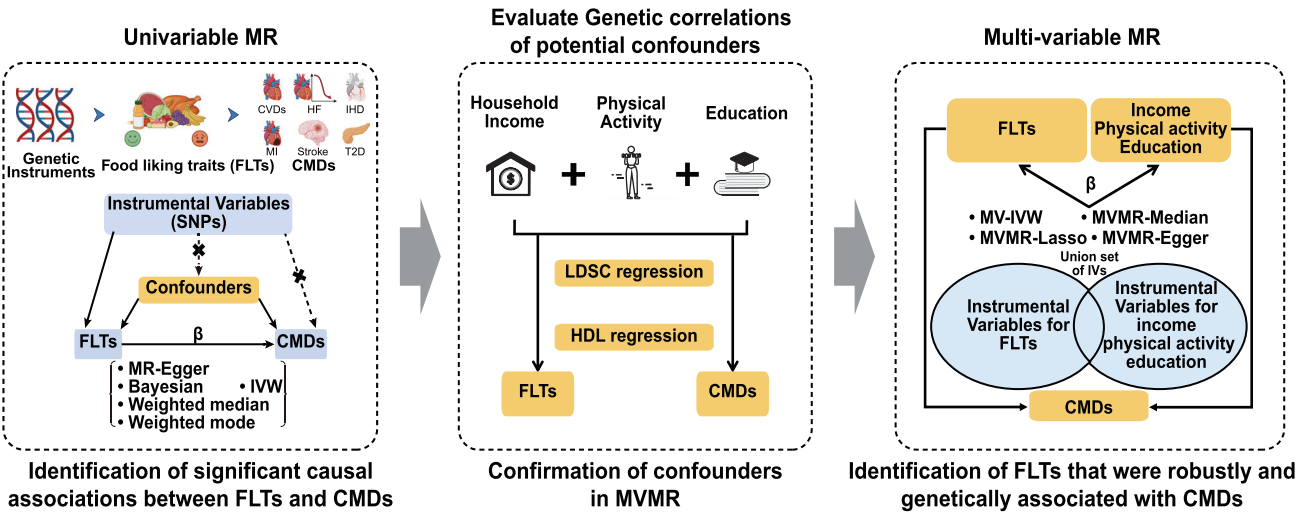 Univariable MR
Genetic
Instruments
Food liking traits (FLTs)
CVDs
HF
IHD
MI
Stroke
T2D
CMDs
Instrumental Variables
(SNPs)
Confounders
FLTs
β
CMDs
• MR-Egger
• Bayesian • IVW
• Weighted median
• Weighted mode
Identification of significant causal
associations between FLTs and CMDs
Evaluate Genetic correlations
of potential confounders
Household
Income
Physical
Activity
Education
$
+
+
LDSC regression
HDL regression
FLTs
CMDs
Confirmation of confounders
in MVMR
Multi-variable MR
FLTs
Income
Physical activity
Education
β
• MV-IVW • MVMR-Median
• MVMR-Lasso • MVMR-Egger
Union set
of IVs
Instrumental
Variables for
FLTs
Instrumental
Variables for
income
physical activity
education
CMDs
Identification of FLTs that were robustly and
genetically associated with CMDs